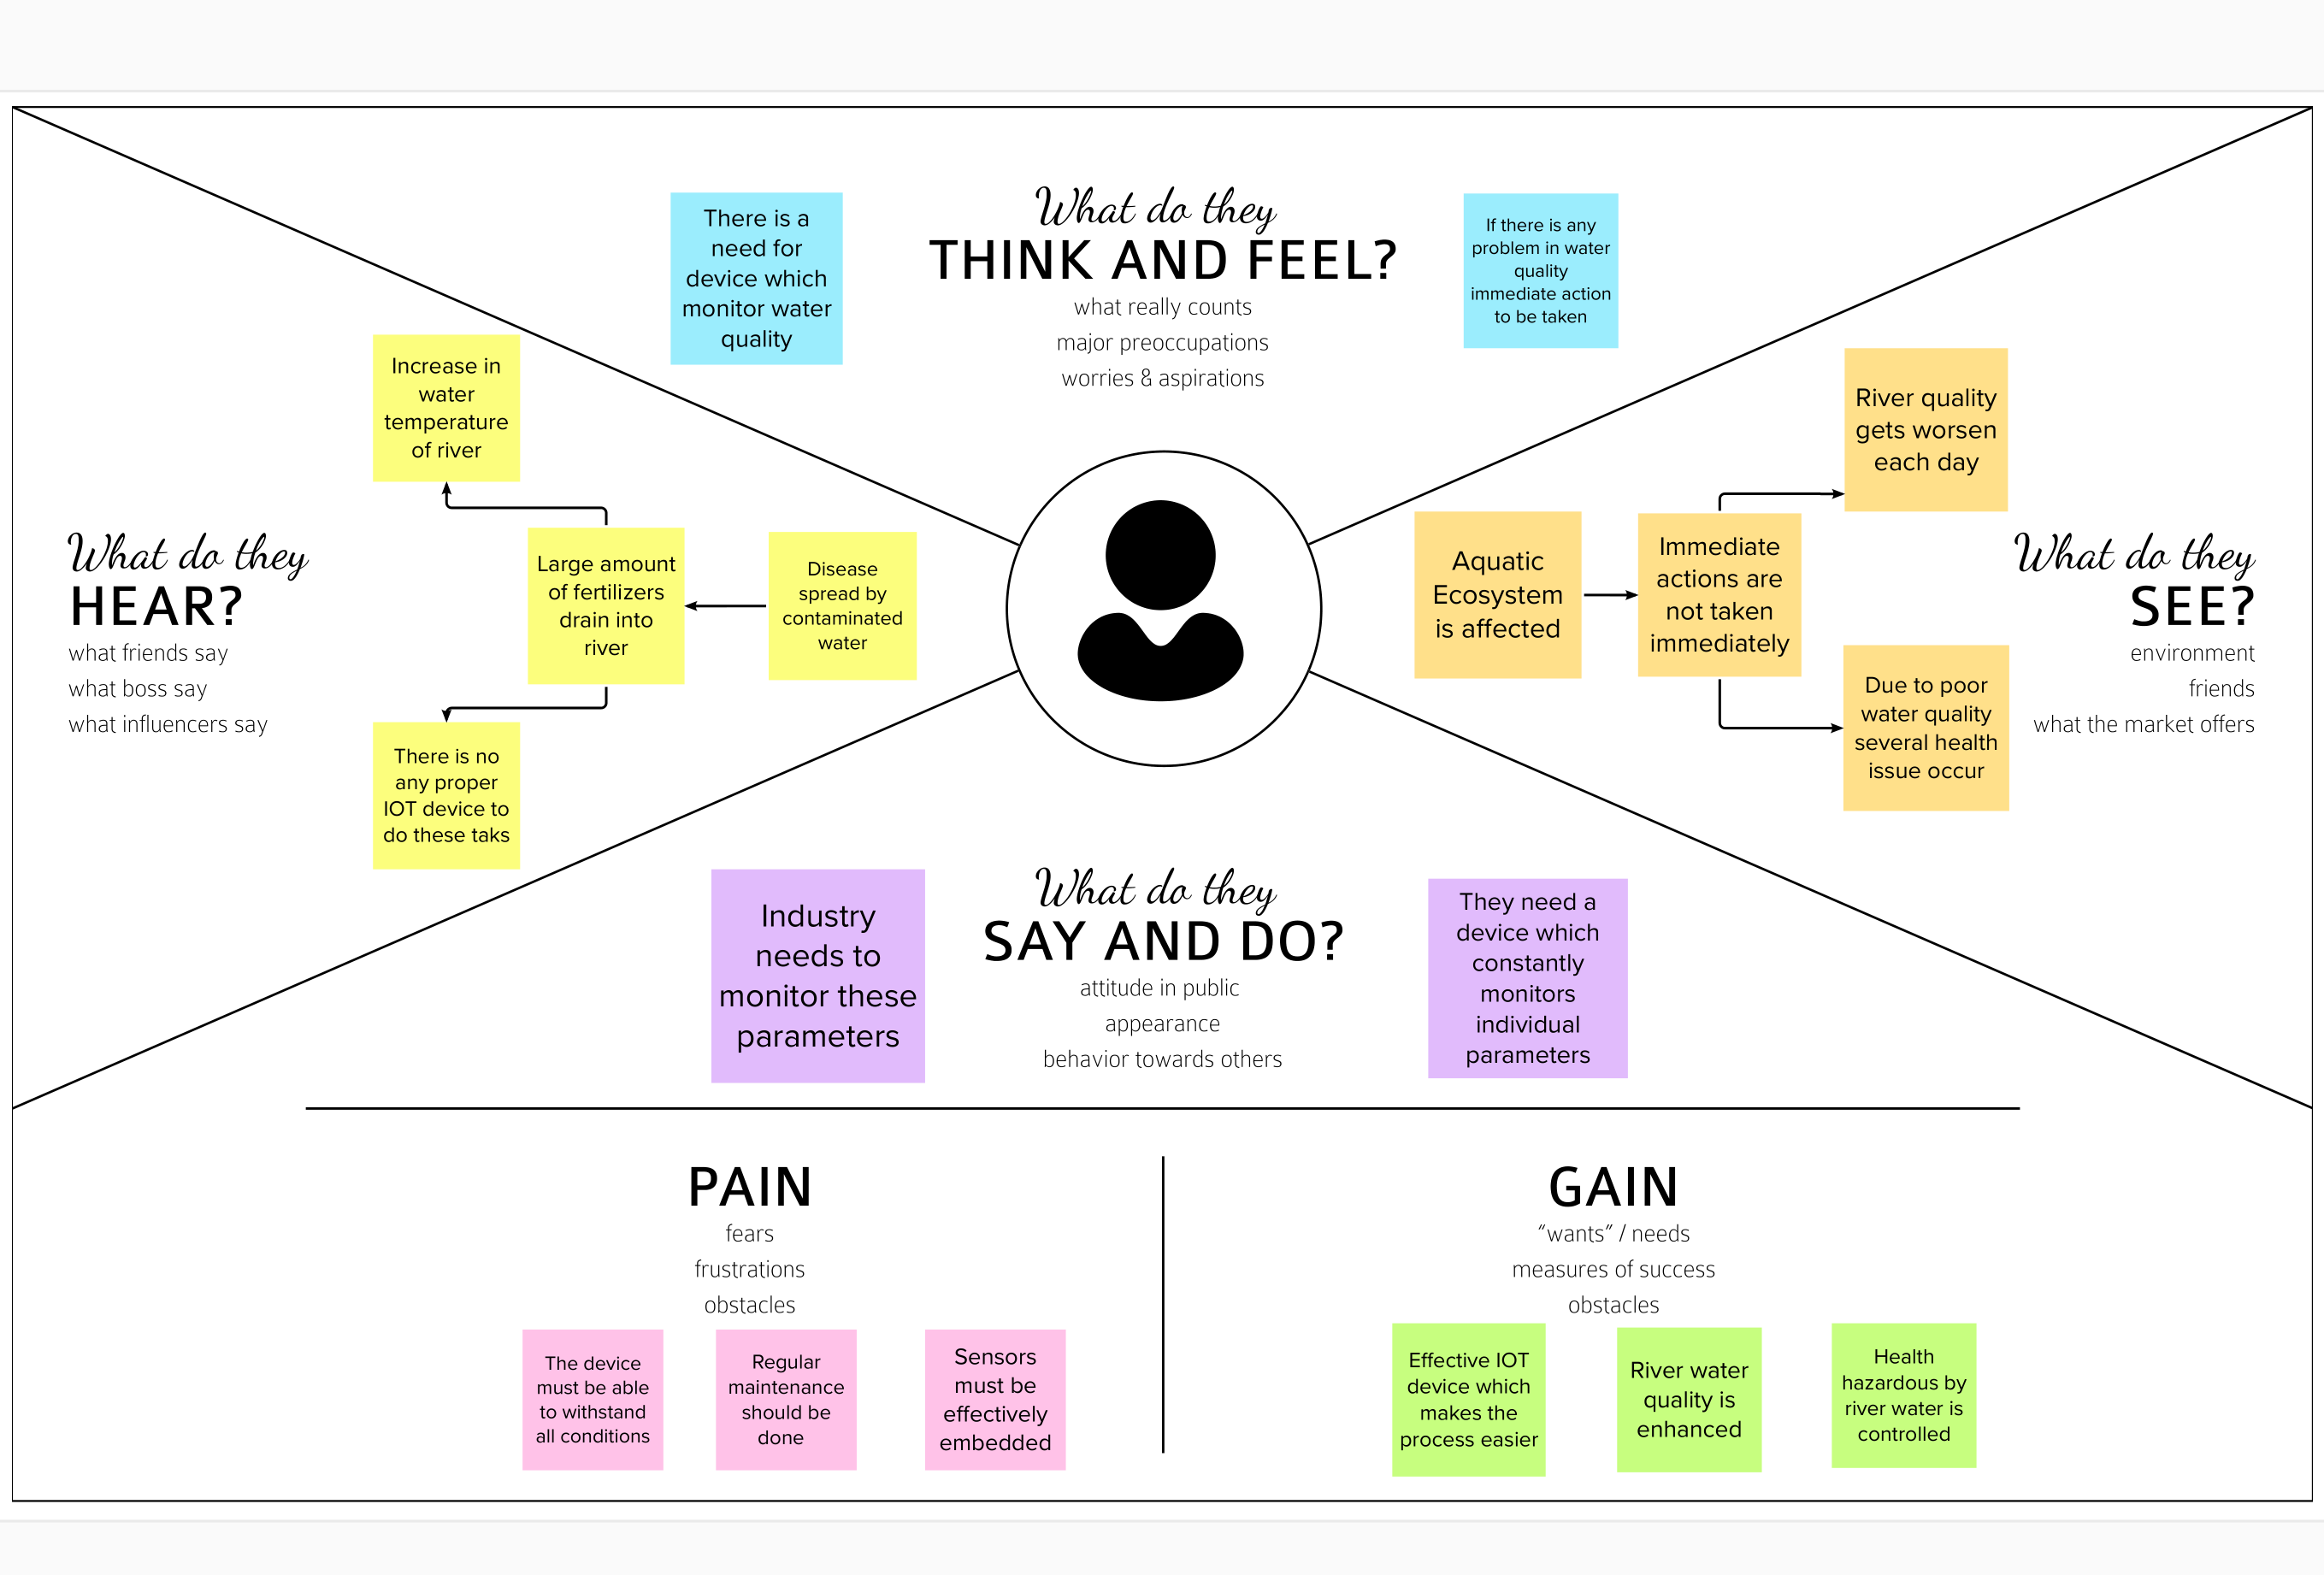 What do they
THINK AND FEEL?
what really counts
major preoccupations
worries & aspirations
There is a
need for
device which
monitor water
quality
If there is any
problem in water
quality
immediate action
to be taken
What do they
HEAR?
what friends say
what boss say
what influencers say
Increase in
water
temperature
of river
Large amount
of fertilizers
drain into
river
Disease
spread by
contaminated
water
There is no
any proper
IOT device to
do these taks
Aquatic
Ecosystem
is affected
Immediate
actions are
not taken
immediately
River quality
gets worsen
each day
Due to poor
water quality
several health
issue occur
What do they
SEE?
environment
friends
what the market offers
What do they
SAY AND DO?
attitude in public
appearance
behavior towards others
Industry
needs to
monitor these
parameters
They need a
device which
constantly
monitors
individual
parameters
PAIN
fears
frustrations
obstacles
The device
must be able
to withstand
all conditions
Regular
maintenance
should be
done
Sensors
must be
effectively
embedded
GAIN
“wants” / needs
measures of success
obstacles
Effective IOT
device which
makes the
process easier
River water
quality is
enhanced
Health
hazardous by
river water is
controlled